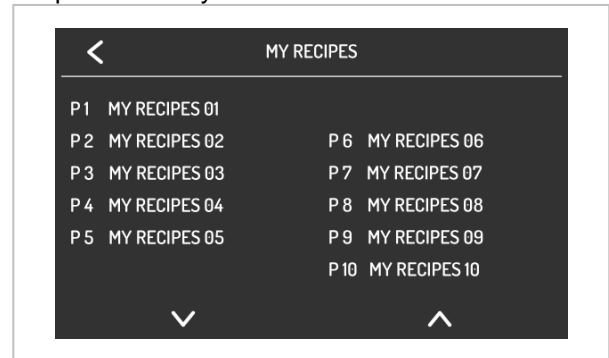 MY RECIPES
P1 MY RECIPES 01
P2 MY RECIPES 02
P3 MY RECIPES 03
P4 MY RECIPES 04
P5 MY RECIPES 05
P6 MY RECIPES 06
P7 MY RECIPES 07
P8 MY RECIPES 08
P9 MY RECIPES 09
P10 MY RECIPES 10